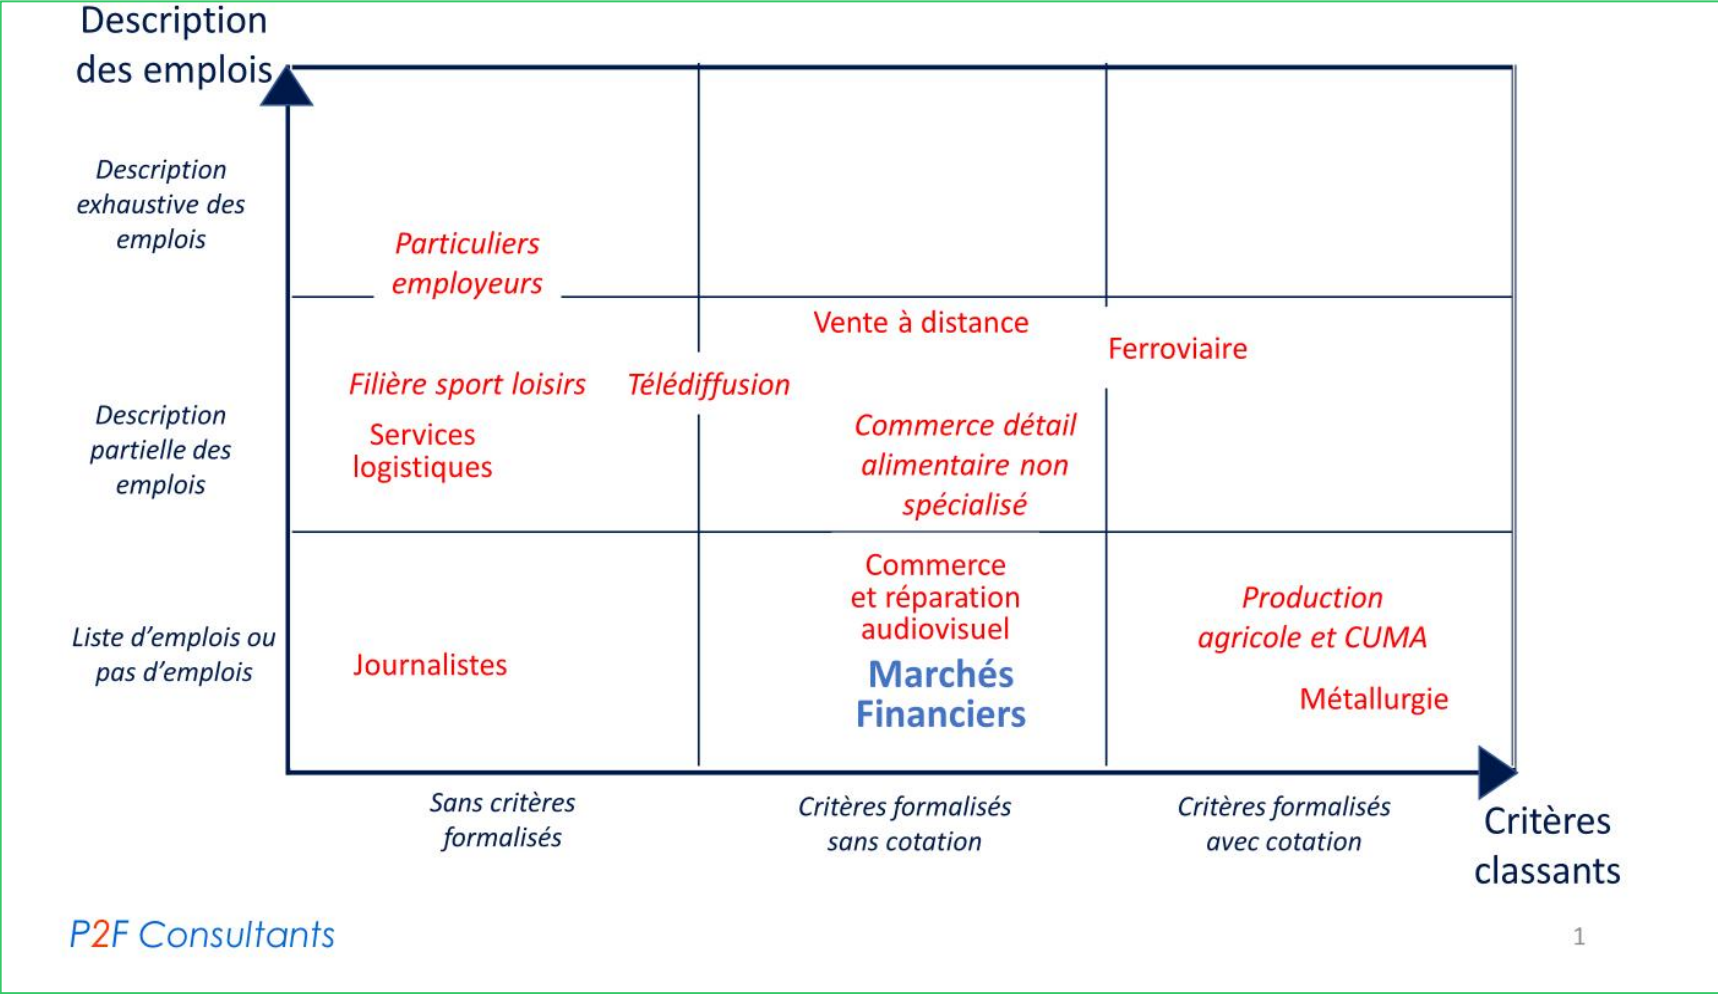 Description
des emplois
Description
exhaustive des
emplois
Particuliers
employeurs
Vente à distance
Ferroviaire
Filière sport loisirs
Télédiffusion
Description
partielle des
emplois
Services
logistiques
Commerce détail
alimentaire non
spécialisé
Commerce
et réparation
audiovisuel
Production
agricole et CUMA
Liste d’emplois ou
pas d’emplois
Journalistes
Marchés
Financiers
Métallurgie
Sans critères
formalisés
Critères formalisés
sans cotation
Critères formalisés
avec cotation
Critères
classants
P2F Consultants
1